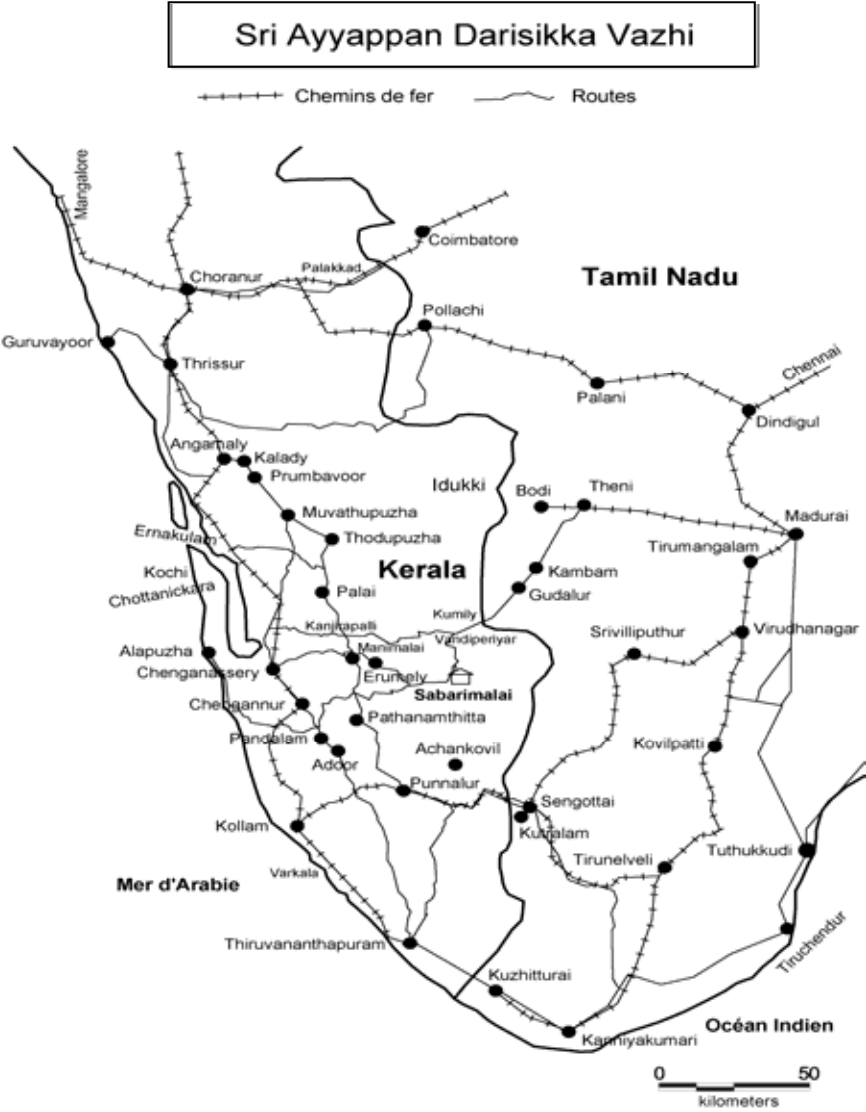 Sri Ayyappan Darisikka Vazhi
Chemins de fer
Routes
Mangalore
Coimbatore
Palakkad
Choranur
Tamil Nadu
Pollachi
Guruvayoor
Thrissur
Chennai
Palani
Dindigul
Angamaly
Kalady
Prumbavoor
Idukki
Bodi
Theni
Muvathupuzha
Madurai
Ernakulam
Thodupuzha
Tirumangalam
Kochi
Kerala
Kambam
Chottanickara
Palai
Gudalur
Kumily
Kanjirapalli
Virudhanagar
Srivilliputhur
Vandiperiyar
Alapuzha
Manimalai
Chenganassery
Erumely
Sabarimalai
Chengannur
Pathanamthitta
Pandalam
Kovilpatti
Achankovil
Adoor
Punnalur
Sengottai
Kollam
Kutralam
Tirunelveli
Tuthukkudi
Varkala
Mer d'Arabie
Thiruvananthapuram
Tiruchendur
Kuzhitturai
Océan Indien
Kanniyakumari
0 50
kilometers